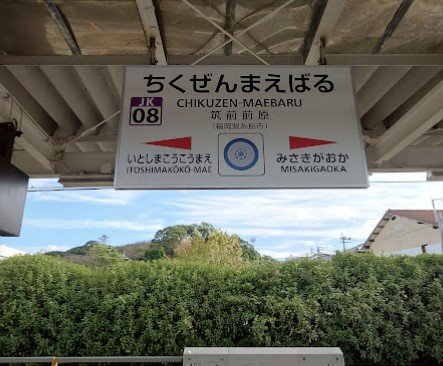 ちくぜんまえばる
JK
08
CHIKUZEN-MAEBARU
筑前前原
(福岡県糸島市)
いとしまこうこうまえ
ITOSHIMAKŌKŌ-MAE
みさきがおか
MISAKIGAOKA